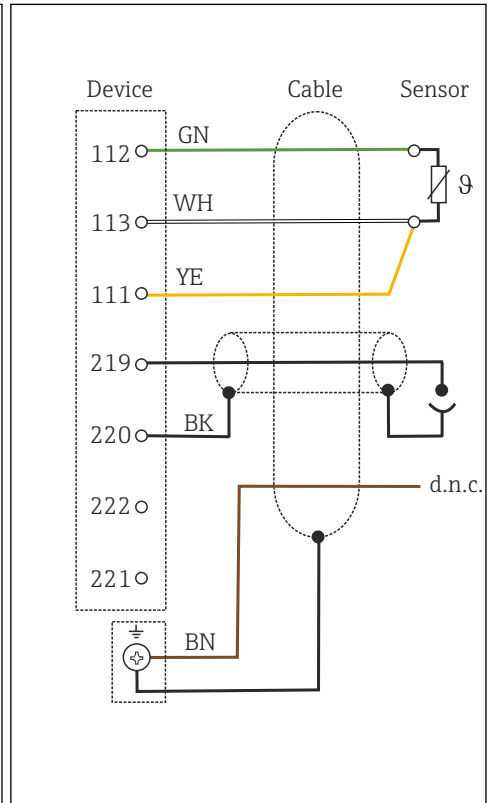 Device Cable Sensor
GN
112
ϑ
WH
113
YE
111
219
BK
220
d.n.c.
222
221
BN